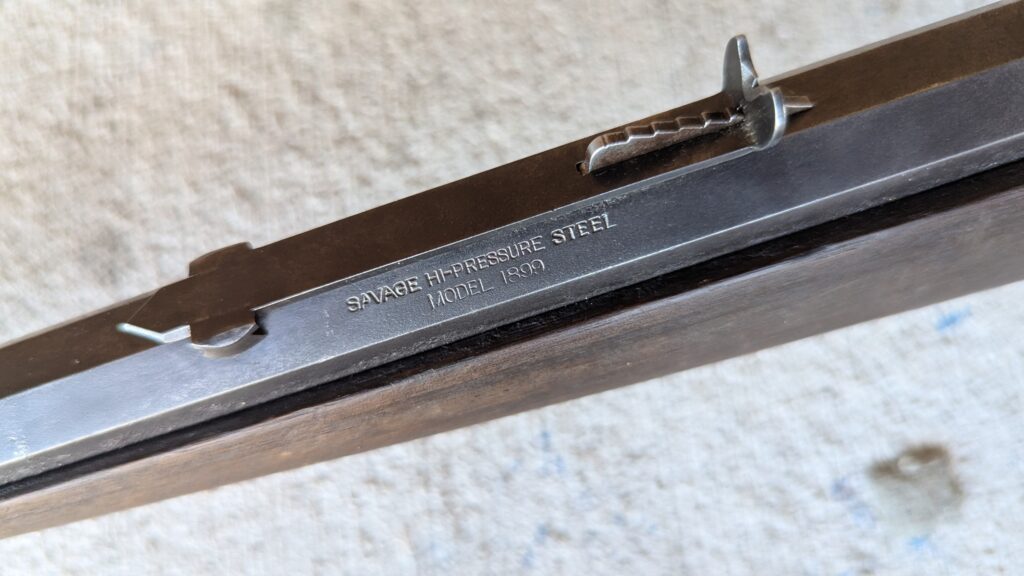 SAVAGE HI-PRESSURE STEEL
MODEL 1899